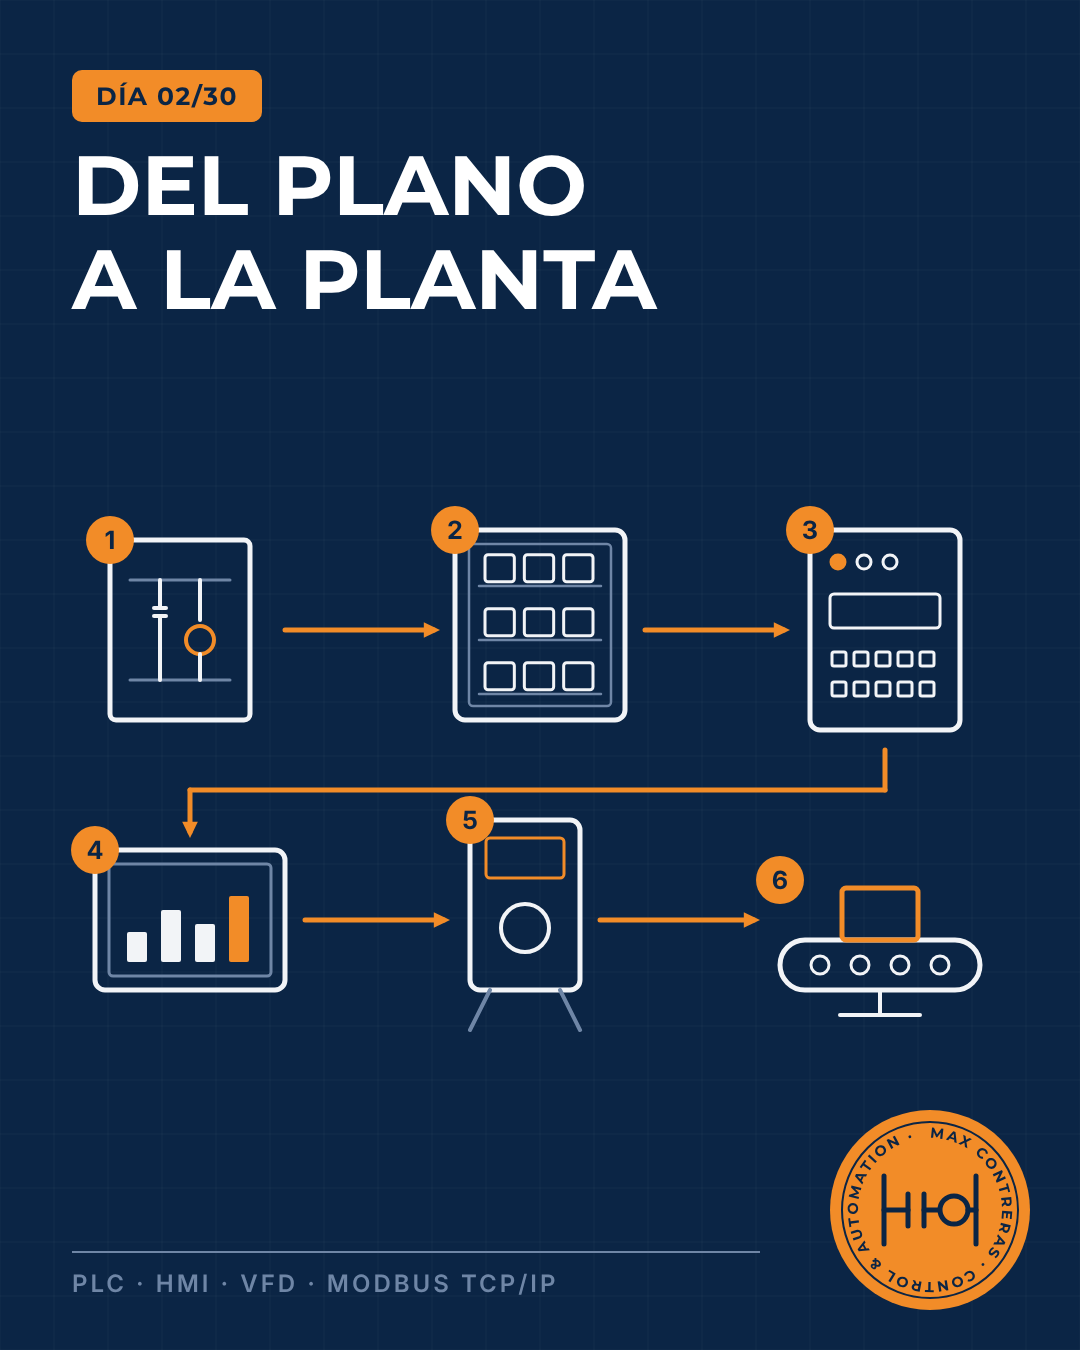 DÍA 02/30
DEL PLANO
A LA PLANTA
1
2
3
4
5
6
MAX CONTRERAS · CONTROL & AUTOMATION ·
PLC · HMI · VFD · MODBUS TCP/IP